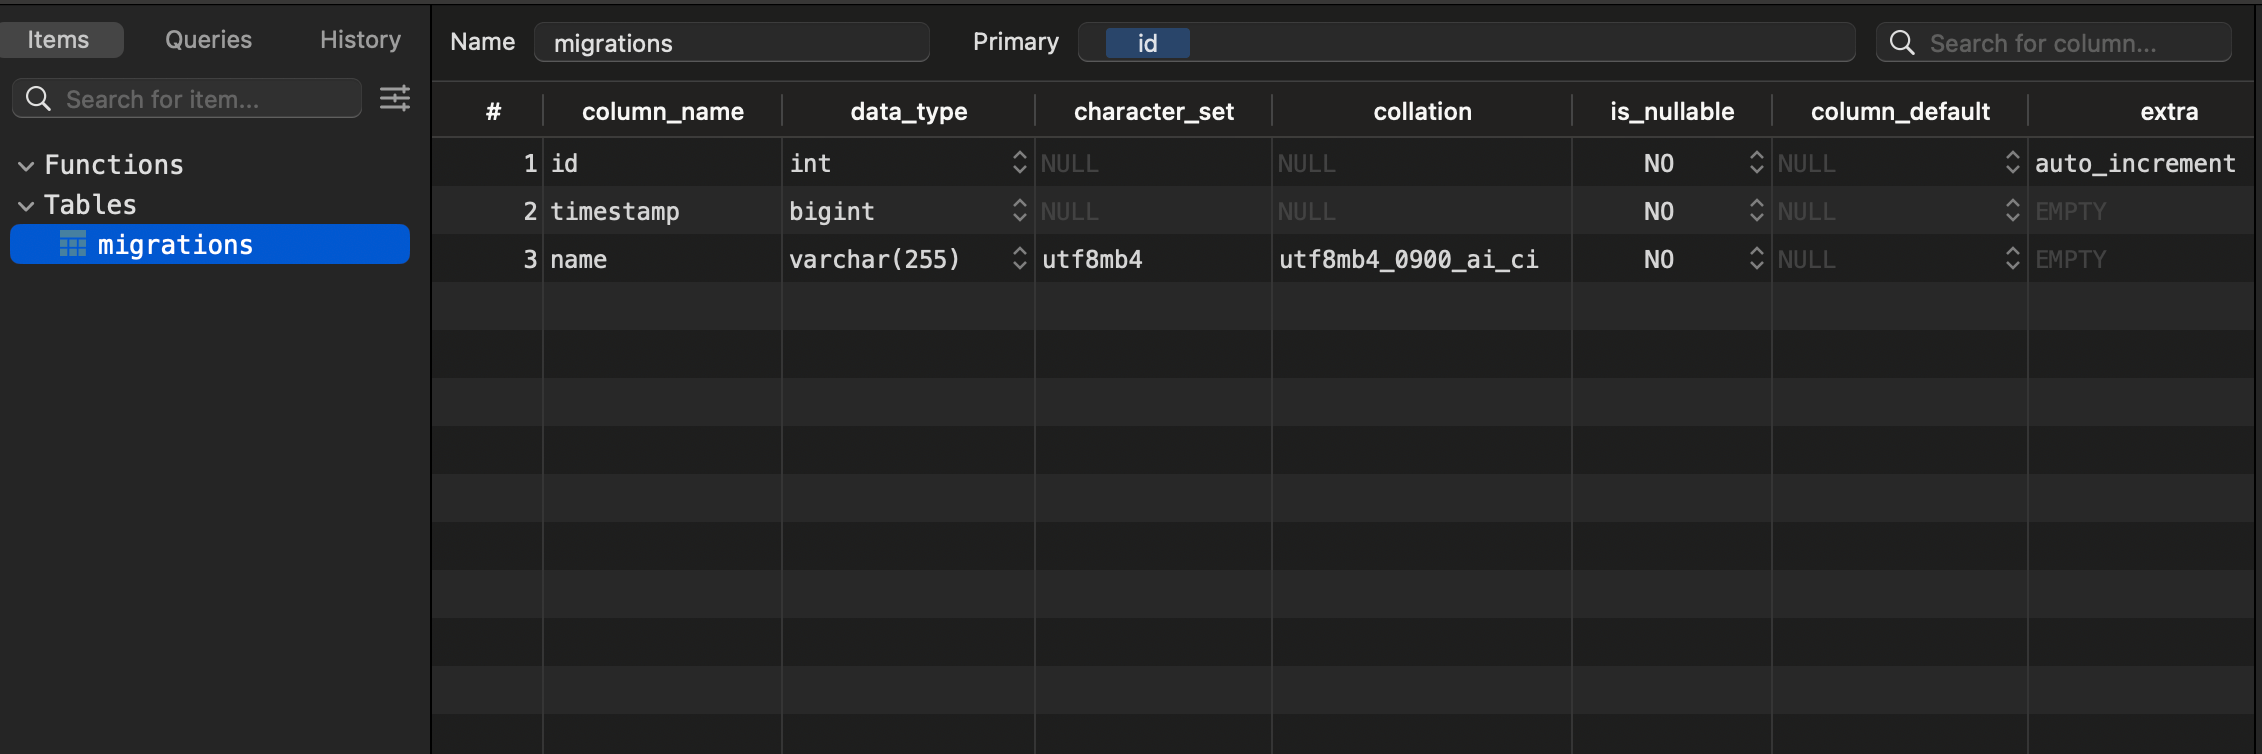 Items Queries History
Search for item...
Functions
Tables
migrations
Name migrations Primary id Search for column...
# column_name data_type character_set collation is_nullable column_default extra
1 id int NULL NULL NO NULL auto_increment
2 timestamp bigint NULL NULL NO NULL EMPTY
3 name varchar(255) utf8mb4 utf8mb4_0900_ai_ci NO NULL EMPTY